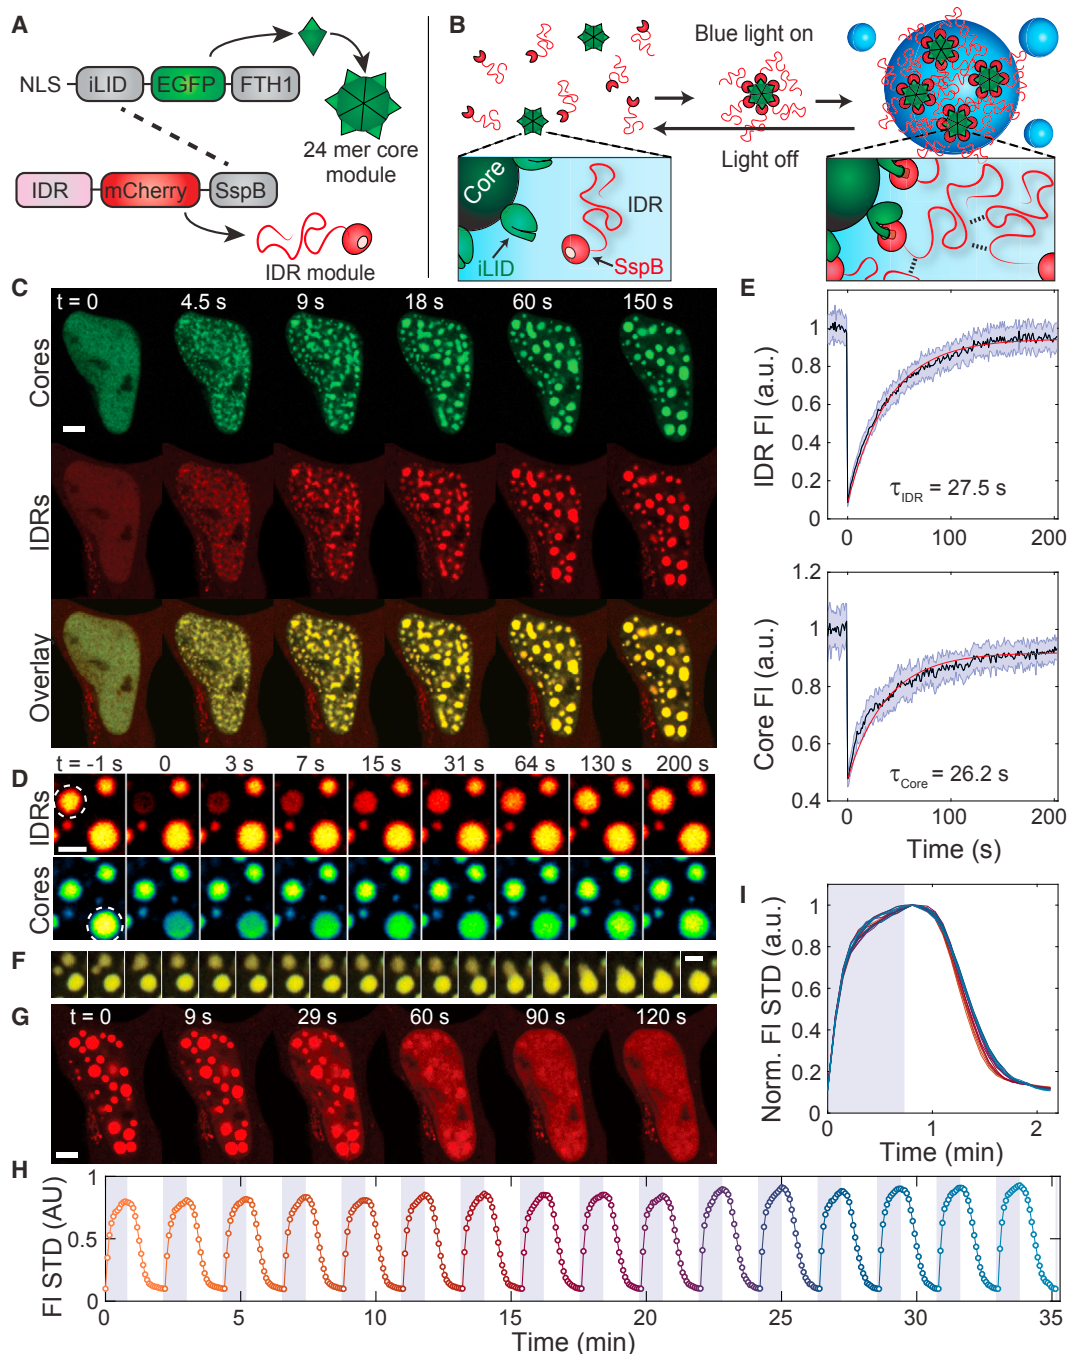 A
NLS
iLID
EGFP
FTH1
24 mer core
module
IDR
mCherry
SspB
IDR module
B
Blue light on
Light off
Core
IDR
iLID
SspB
C
t = 0
4.5 s
9 s
18 s
60 s
150 s
Cores
IDRs
Overlay
D
t = -1 s
0
3 s
7 s
15 s
31 s
64 s
130 s
200 s
IDRs
Cores
E
IDR FI (a.u.)
1.2
1
0.8
0.6
0.4
0.2
0
τIDR = 27.5 s
0
100
200
Core FI (a.u.)
1.2
1
0.8
0.6
0.4
τCore = 26.2 s
0
100
200
Time (s)
F
G
t = 0
9 s
29 s
60 s
90 s
120 s
H
FI STD (AU)
1
0.5
0
0
5
10
15
20
25
30
35
Time (min)
I
Norm. FI STD (a.u.)
1
0.8
0.6
0.4
0.2
0
0
1
2
Time (min)